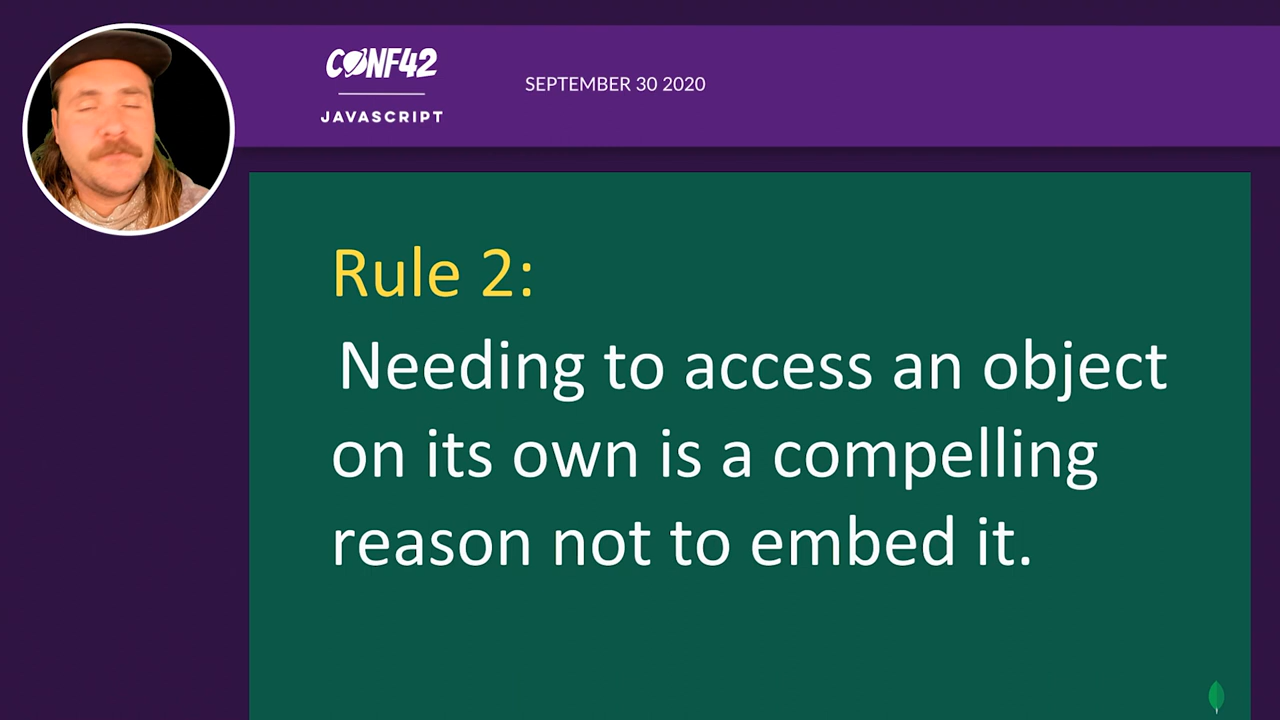 CONF42
JAVASCRIPT
SEPTEMBER 30 2020
Rule 2:
Needing to access an object
on its own is a compelling
reason not to embed it.